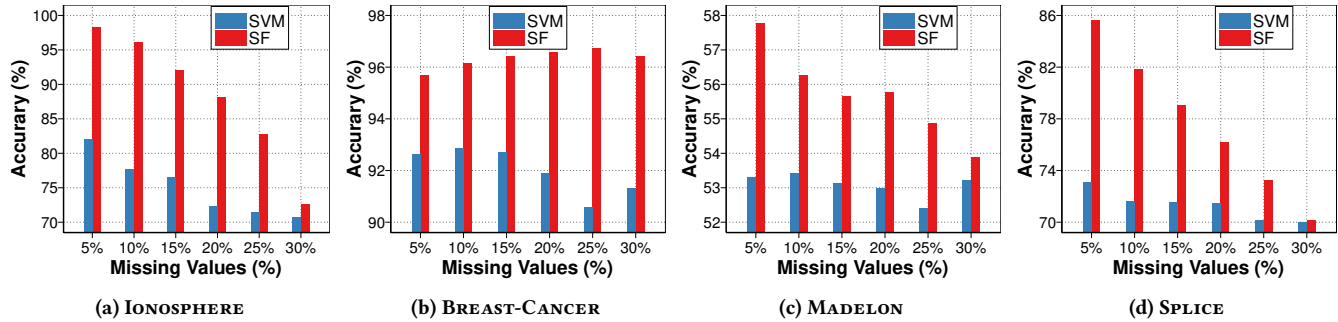 Accurary (%)
100
95
90
85
80
75
70
SVM
SF
5% 10% 15% 20% 25% 30%
Missing Values (%)
(a) IONOSPHERE
Accurary (%)
98
96
94
92
90
SVM
SF
5% 10% 15% 20% 25% 30%
Missing Values (%)
(b) BREAST-CANCER
Accurary (%)
58
57
56
55
54
53
52
SVM
SF
5% 10% 15% 20% 25% 30%
Missing Values (%)
(c) MADELON
Accurary (%)
86
82
78
74
70
SVM
SF
5% 10% 15% 20% 25% 30%
Missing Values (%)
(d) SPLICE